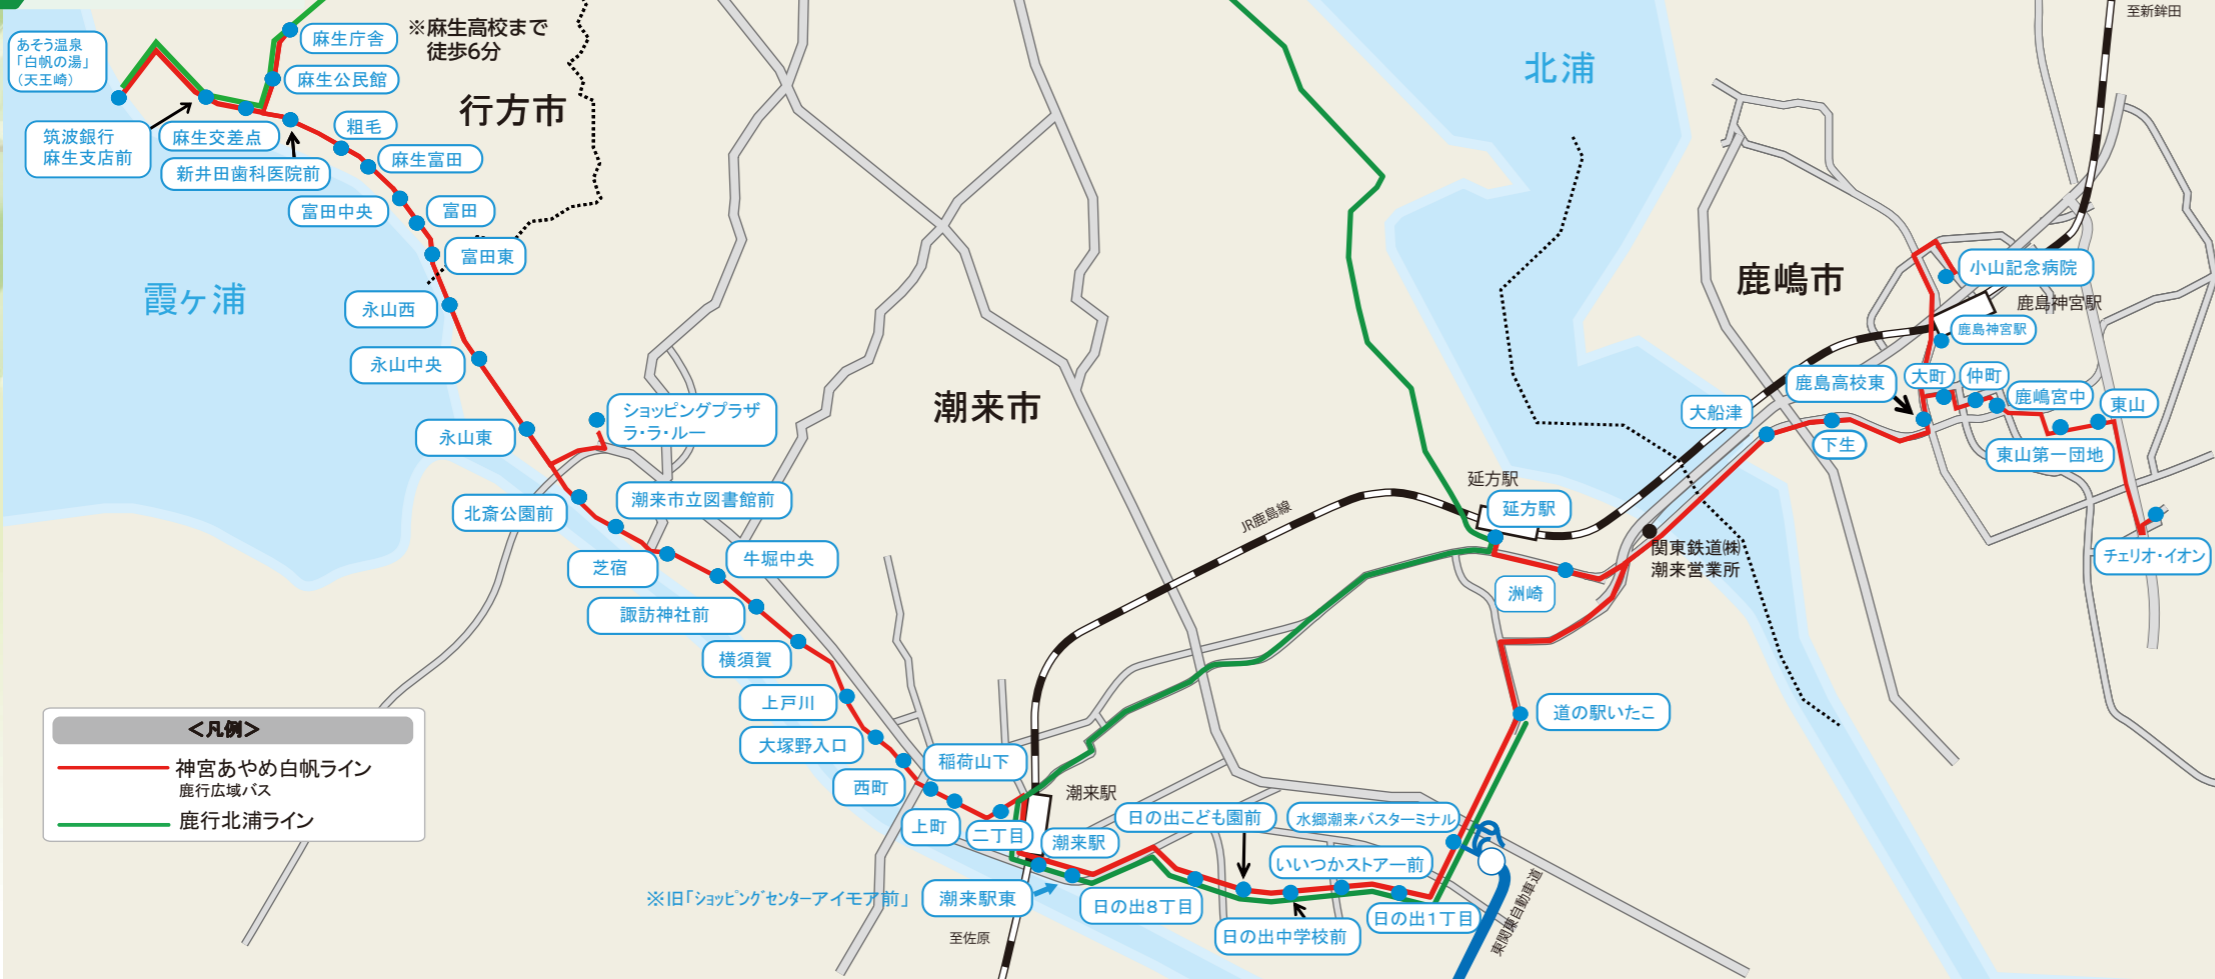 あそう温泉
「白帆の湯」
(天王崎)
麻生庁舎
※麻生高校まで
徒歩6分
麻生公民館
行方市
筑波銀行
麻生支店前
麻生交差点
新井田歯科医院前
粗毛
麻生富田
富田中央
富田
富田東
霞ヶ浦
永山西
永山中央
永山東
ショッピングプラザ
ラ・ラ・ルー
北斎公園前
潮来市立図書館前
芝宿
牛堀中央
諏訪神社前
横須賀
上戸川
大塚野入口
西町
稲荷山下
上町
二丁目
潮来市
北浦
至新鉾田
鹿嶋市
小山記念病院
鹿島神宮駅
鹿島神宮駅
鹿島高校東
大町
仲町
鹿嶋宮中
東山
東山第一団地
チェリオ・イオン
大船津
下生
延方駅
延方駅
JR鹿島線
洲崎
関東鉄道㈱
潮来営業所
道の駅いたこ
潮来駅
潮来駅
日の出こども園前
水郷潮来バスターミナル
いいつかストアー前
※旧「ショッピングセンターアイモア前」
潮来駅東
日の出8丁目
日の出中学校前
日の出1丁目
東関東自動車道
至佐原
＜凡例＞
神宮あやめ白帆ライン
鹿行広域バス
鹿行北浦ライン